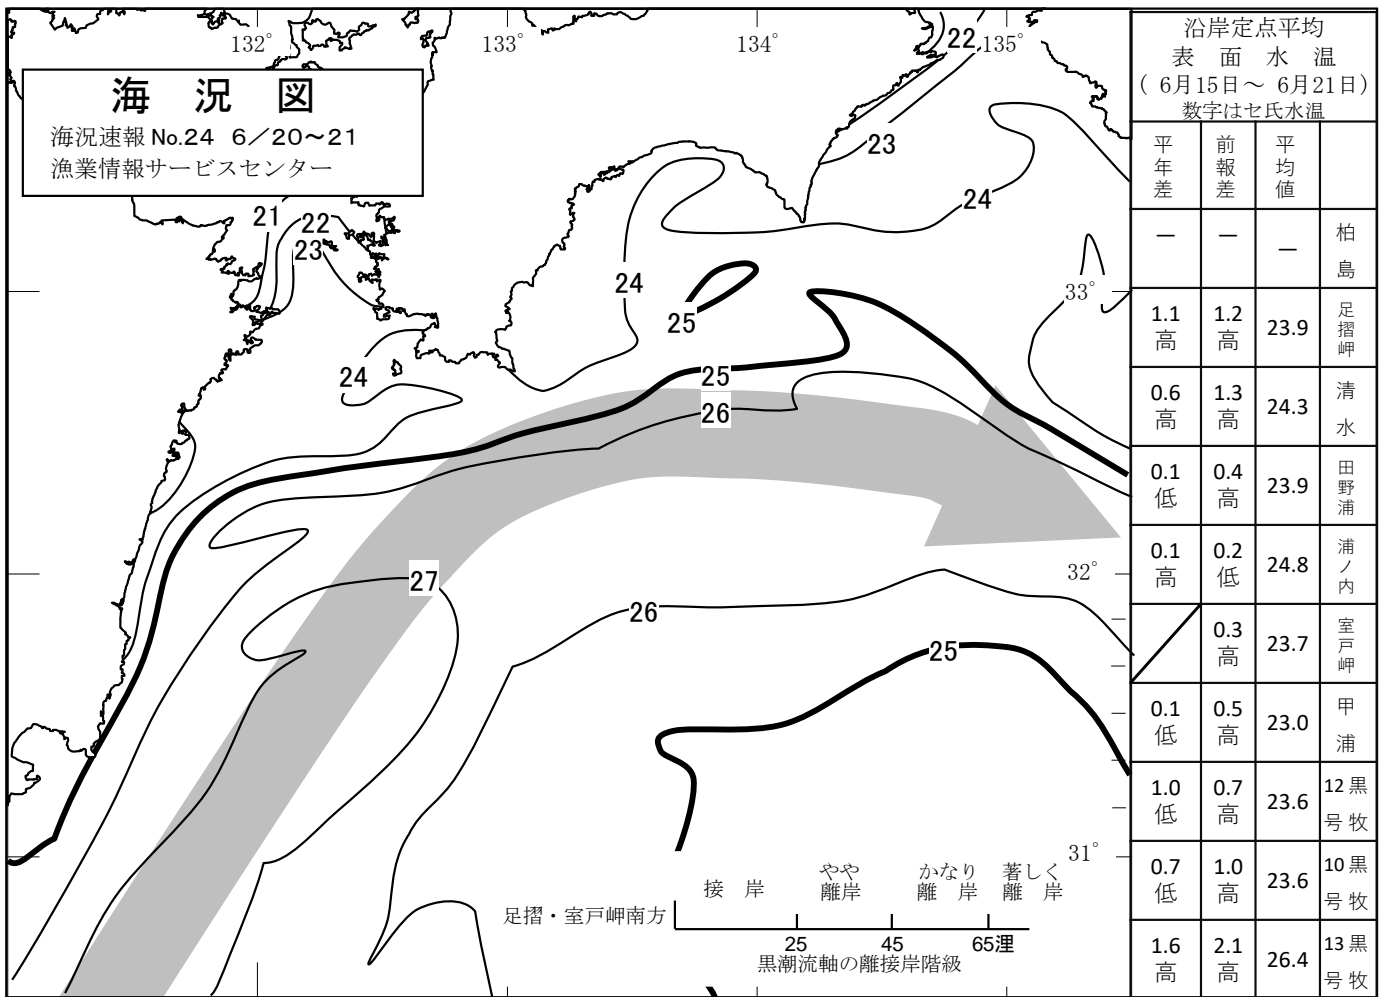 海 況 図
海況速報 No.24 6／20～21
漁業情報サービスセンター
132°
133°
134°
135°
22
23
24
21
22
23
24
25
24
25
26
33°
27
26
32°
25
31°
接 岸
やや
離岸
かなり
離 岸
著しく
離 岸
足摺・室戸岬南方
25
45
65浬
黒潮流軸の離接岸階級
沿岸定点平均
表 面 水 温
( 6月15日～ 6月21日)
数字はセ氏水温
平年差 前報差 平均値
－ － － 柏島
1.1高 1.2高 23.9 足摺岬
0.6高 1.3高 24.3 清水
0.1低 0.4高 23.9 田野浦
0.1高 0.2低 24.8 浦ノ内
0.3高 23.7 室戸岬
0.1低 0.5高 23.0 甲浦
1.0低 0.7高 23.6 黒牧12号
0.7低 1.0高 23.6 黒牧10号
1.6高 2.1高 26.4 黒牧13号